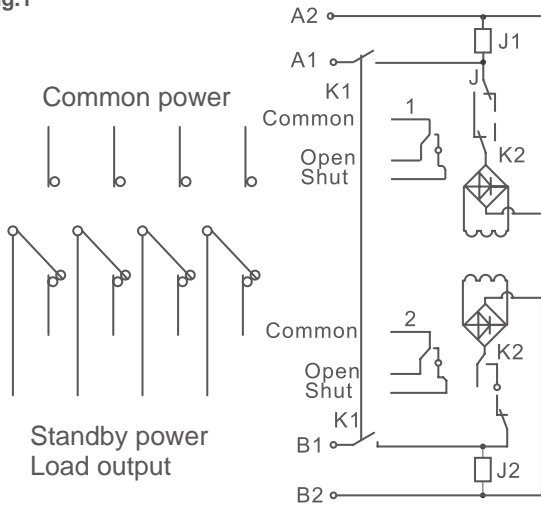 ig.1
A2
J1
A1
J
K1
Common power
Common
1
K2
Open
Shut
Common
2
K2
Open
Shut
K1
Standby power
B1
Load output
J2
B2